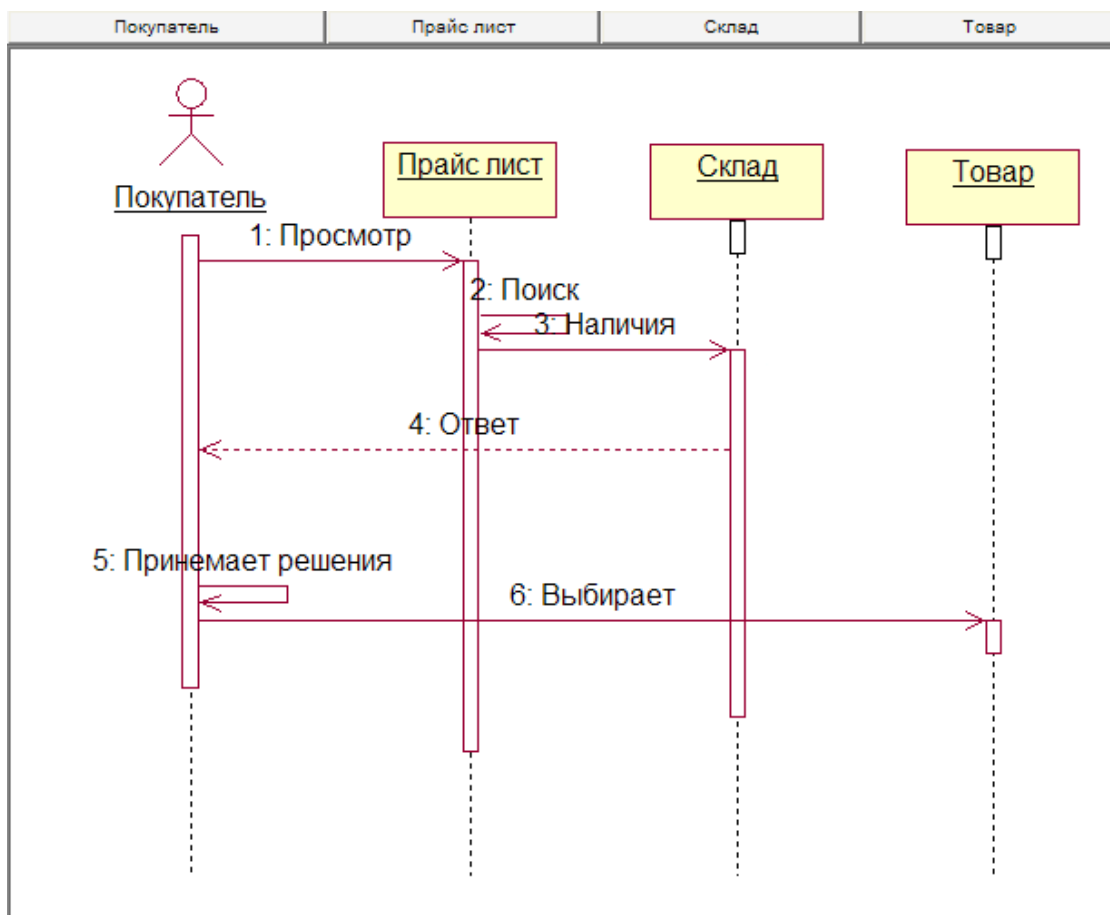 Покупатель
Прайс лист
Склад
Товар
Прайс лист
Склад
Товар
Покупатель
1: Просмотр
2: Поиск
3: Наличия
4: Ответ
5: Принемает решения
6: Выбирает